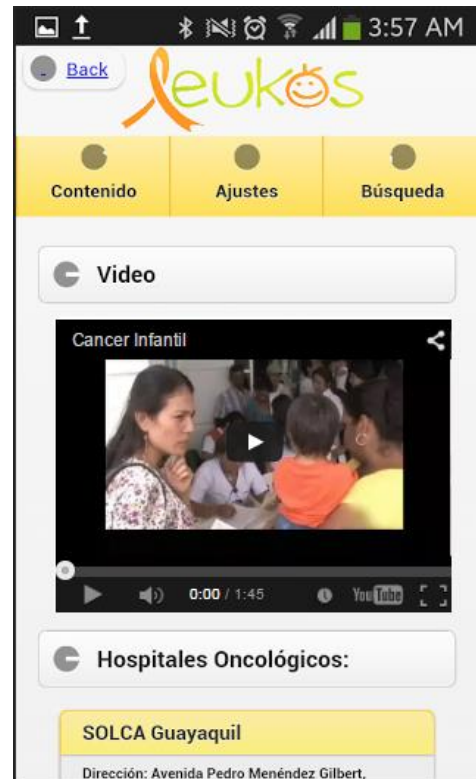 3:57 AM
Back
leukos
Contenido Ajustes Búsqueda
Video
Cancer Infantil
0:00 / 1:45 YouTube
Hospitales Oncológicos:
SOLCA Guayaquil
Dirección: Avenida Pedro Menéndez Gilbert,